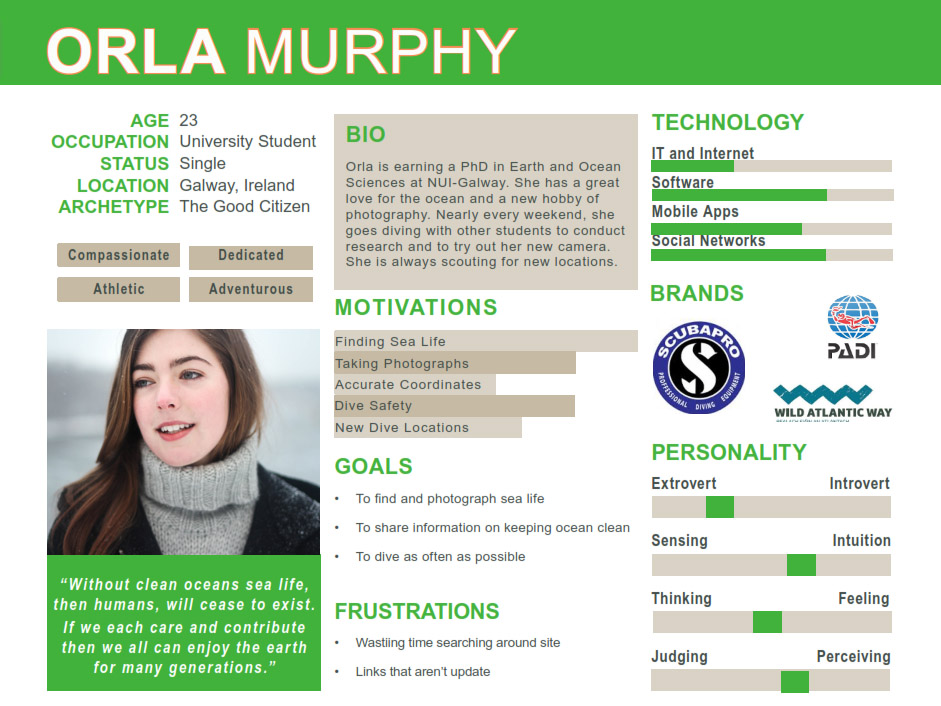 ORLA MURPHY
AGE 23
OCCUPATION University Student
STATUS Single
LOCATION Galway, Ireland
ARCHETYPE The Good Citizen
Compassionate Dedicated
Athletic Adventurous
“Without clean oceans sea life,
then humans, will cease to exist.
If we each care and contribute
then we all can enjoy the earth
for many generations.”
BIO
Orla is earning a PhD in Earth and Ocean
Sciences at NUI-Galway. She has a great
love for the ocean and a new hobby of
photography. Nearly every weekend, she
goes diving with other students to conduct
research and to try out her new camera.
She is always scouting for new locations.
MOTIVATIONS
Finding Sea Life
Taking Photographs
Accurate Coordinates
Dive Safety
New Dive Locations
GOALS
• To find and photograph sea life
• To share information on keeping ocean clean
• To dive as often as possible
FRUSTRATIONS
• Wastiing time searching around site
• Links that aren’t update
TECHNOLOGY
IT and Internet
Software
Mobile Apps
Social Networks
BRANDS
SCUBAPRO
S
PROFESSIONAL DIVING EQUIPMENT
PADI
WILD ATLANTIC WAY
PERSONALITY
Extrovert Introvert
Sensing Intuition
Thinking Feeling
Judging Perceiving